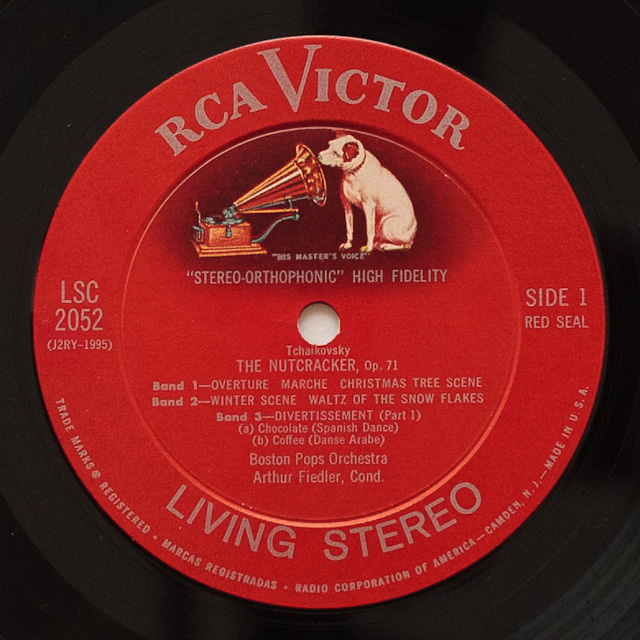 RCA VICTOR
"HIS MASTER'S VOICE"
"STEREO-ORTHOPHONIC" HIGH FIDELITY
LSC
2052
(J2RY-1995)
SIDE 1
RED SEAL
Tchaikovsky
THE NUTCRACKER, Op. 71
Band 1—OVERTURE MARCHE CHRISTMAS TREE SCENE
Band 2—WINTER SCENE WALTZ OF THE SNOW FLAKES
Band 3—DIVERTISSEMENT (Part 1)
(a) Chocolate (Spanish Dance)
(b) Coffee (Danse Arabe)
Boston Pops Orchestra
Arthur Fiedler, Cond.
LIVING STEREO
TRADE MARKS ® REGISTERED • MARCAS REGISTRADAS • RADIO CORPORATION OF AMERICA—CAMDEN, N. J.—MADE IN U. S. A.